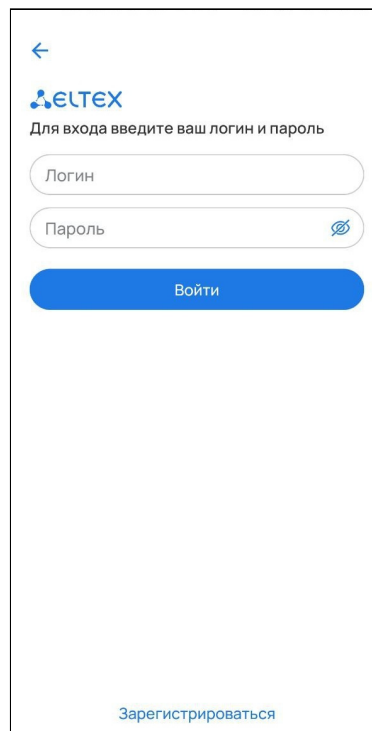 ELTEX
Для входа введите ваш логин и пароль
Логин
Пароль
Войти
Зарегистрироваться